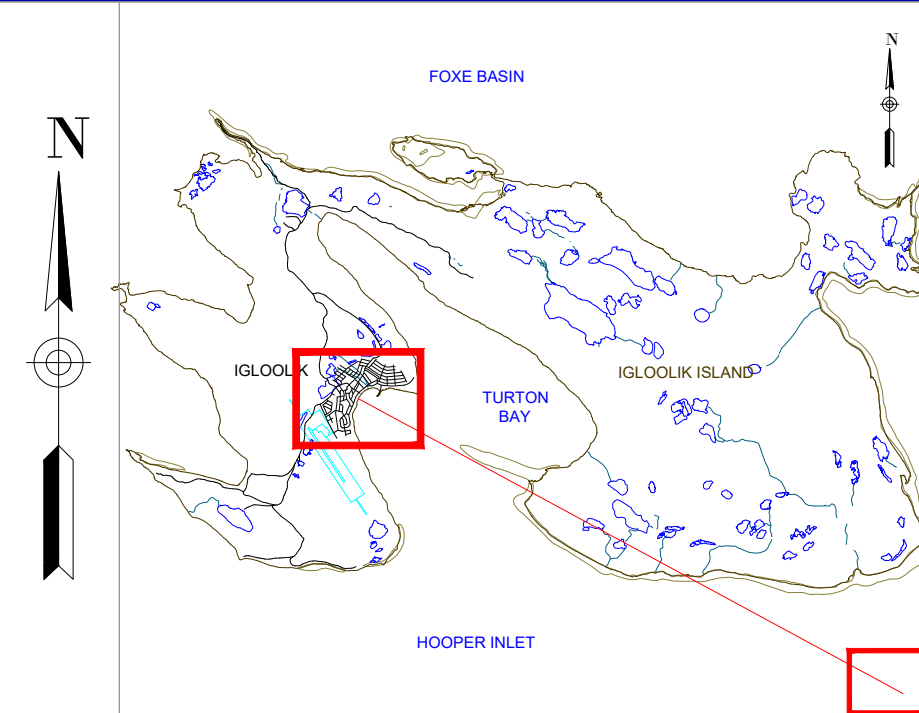 N
FOXE BASIN
N
IGLOOLIK
IGLOOLIK ISLAND
TURTON
BAY
HOOPER INLET